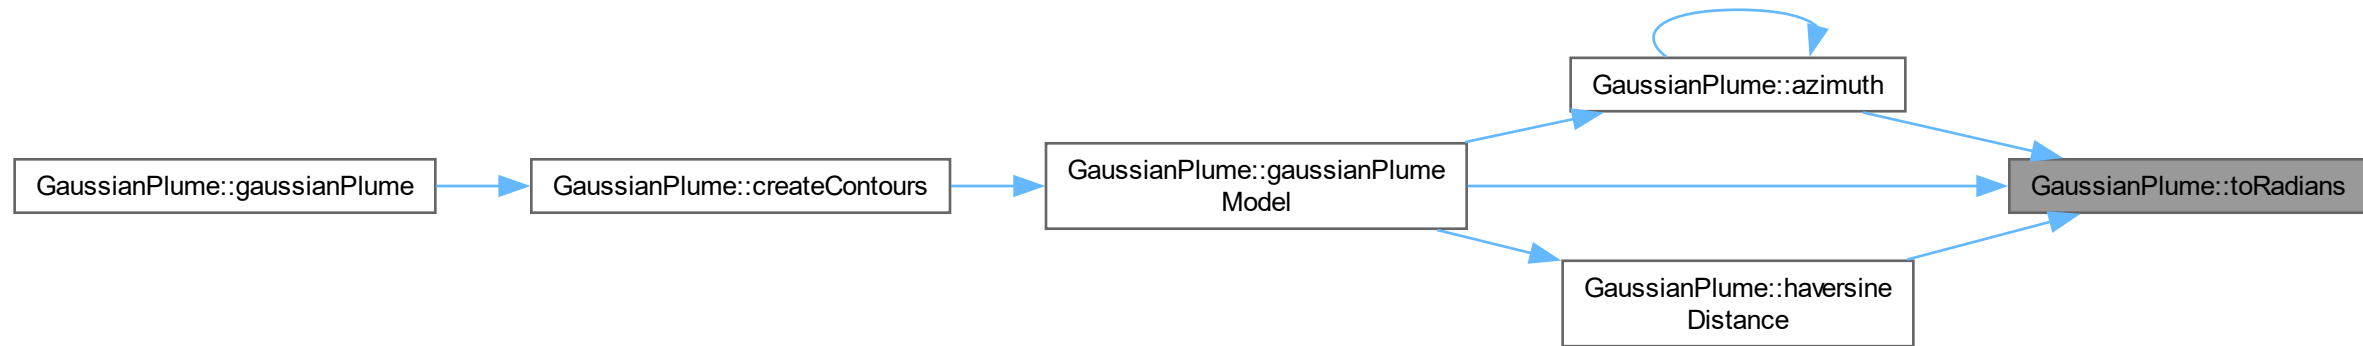 GaussianPlume::azimuth
GaussianPlume::gaussianPlume
GaussianPlume::createContours
GaussianPlume::gaussianPlume
Model
GaussianPlume::toRadians
GaussianPlume::haversine
Distance